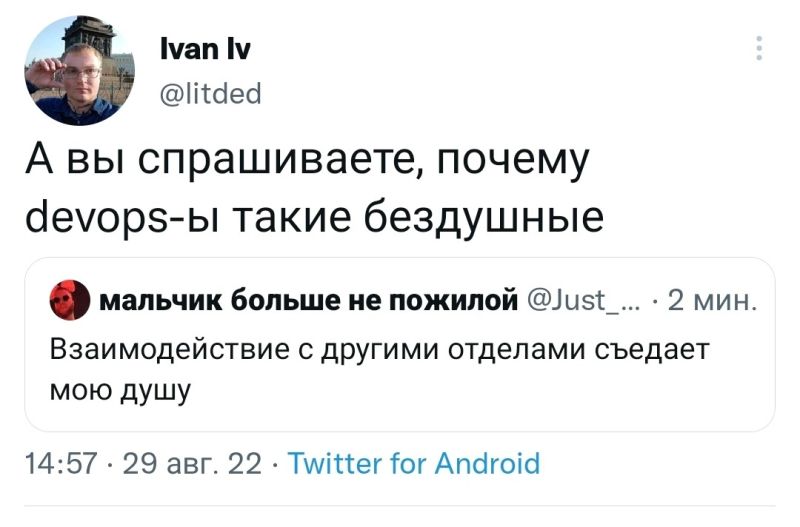 Ivan Iv
@litded
А вы спрашиваете, почему
devops-ы такие бездушные
мальчик больше не пожилой @Just_... · 2 мин.
Взаимодействие с другими отделами съедает
мою душу
14:57 · 29 авг. 22 · Twitter for Android